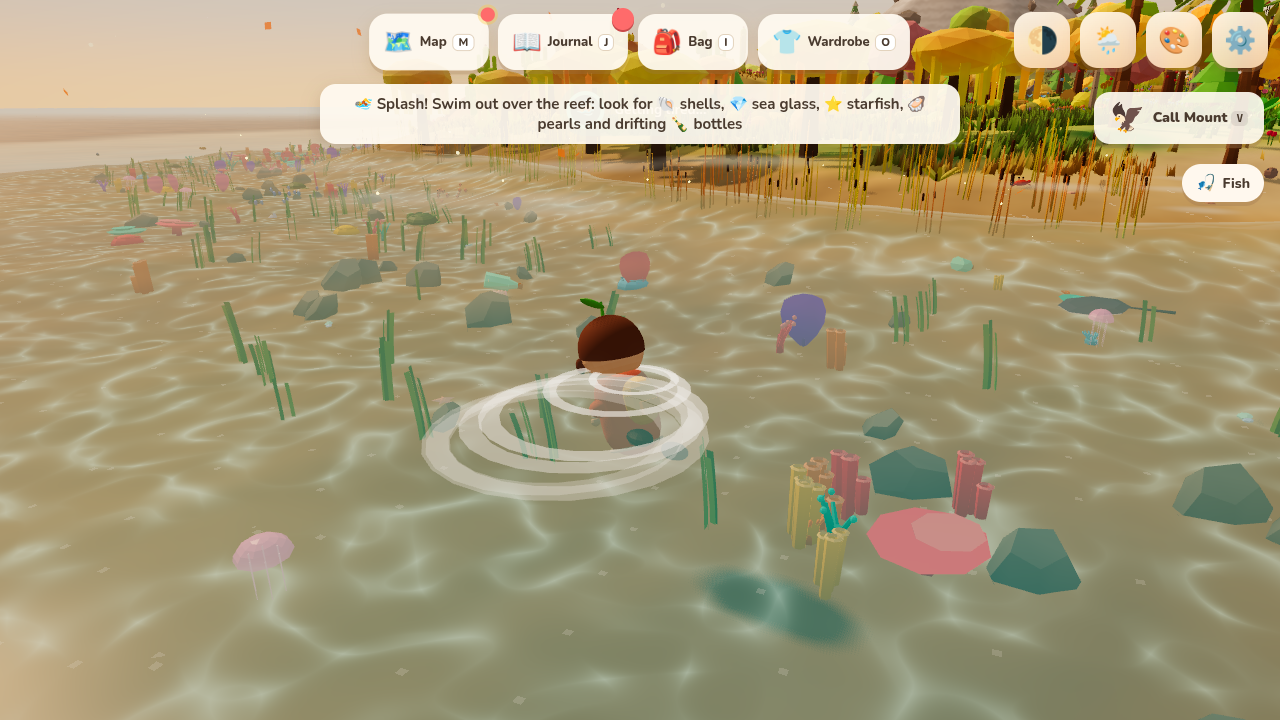 Map M
Journal J
Bag I
Wardrobe O
Splash! Swim out over the reef: look for shells, sea glass, starfish,
pearls and drifting bottles
Call Mount V
Fish